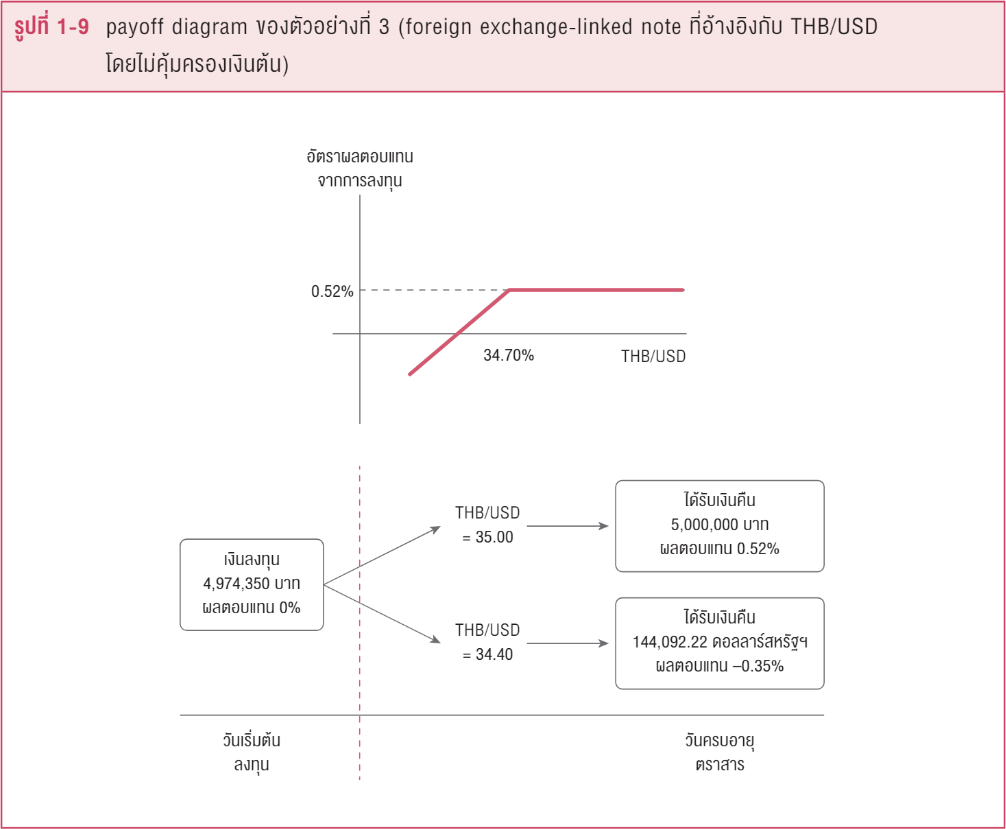 รูปที่ 1-9 payoff diagram ของตัวอย่างที่ 3 (foreign exchange-linked note ที่อ้างอิงกับ THB/USD
โดยไม่คุ้มครองเงินต้น)
อัตราผลตอบแทน
จากการลงทุน
0.52%
34.70%
THB/USD
เงินลงทุน
4,974,350 บาท
ผลตอบแทน 0%
THB/USD
= 35.00
ได้รับเงินคืน
5,000,000 บาท
ผลตอบแทน 0.52%
THB/USD
= 34.40
ได้รับเงินคืน
144,092.22 ดอลลาร์สหรัฐฯ
ผลตอบแทน –0.35%
วันเริ่มต้น
ลงทุน
วันครบอายุ
ตราสาร